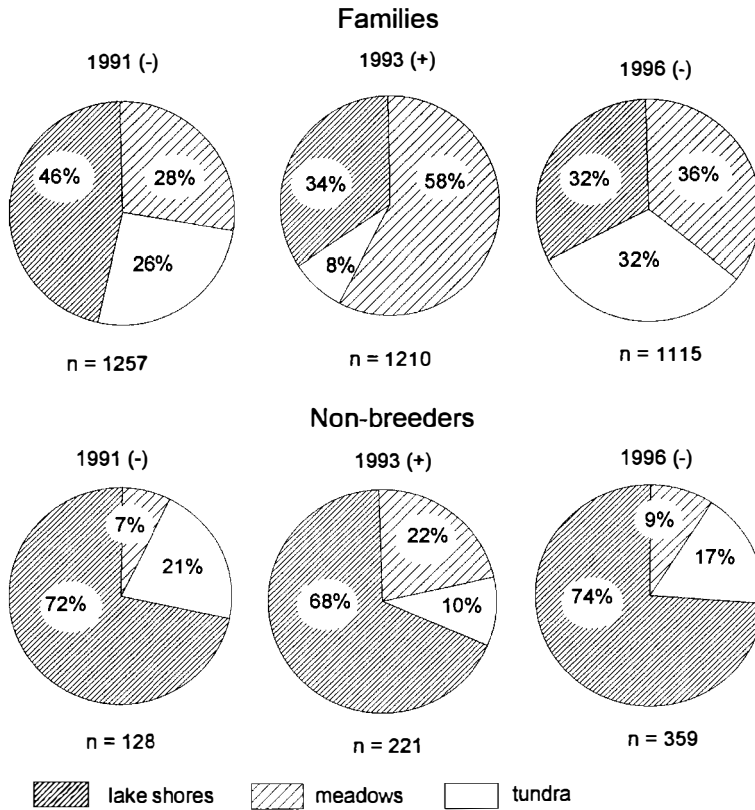 Families
1991 (-) 1993 (+) 1996 (-)
46% 28% 26% 34% 58% 8% 32% 36% 32%
n = 1257 n = 1210 n = 1115
Non-breeders
1991 (-) 1993 (+) 1996 (-)
7% 21% 72% 22% 10% 68% 9% 17% 74%
n = 128 n = 221 n = 359
lake shores meadows tundra